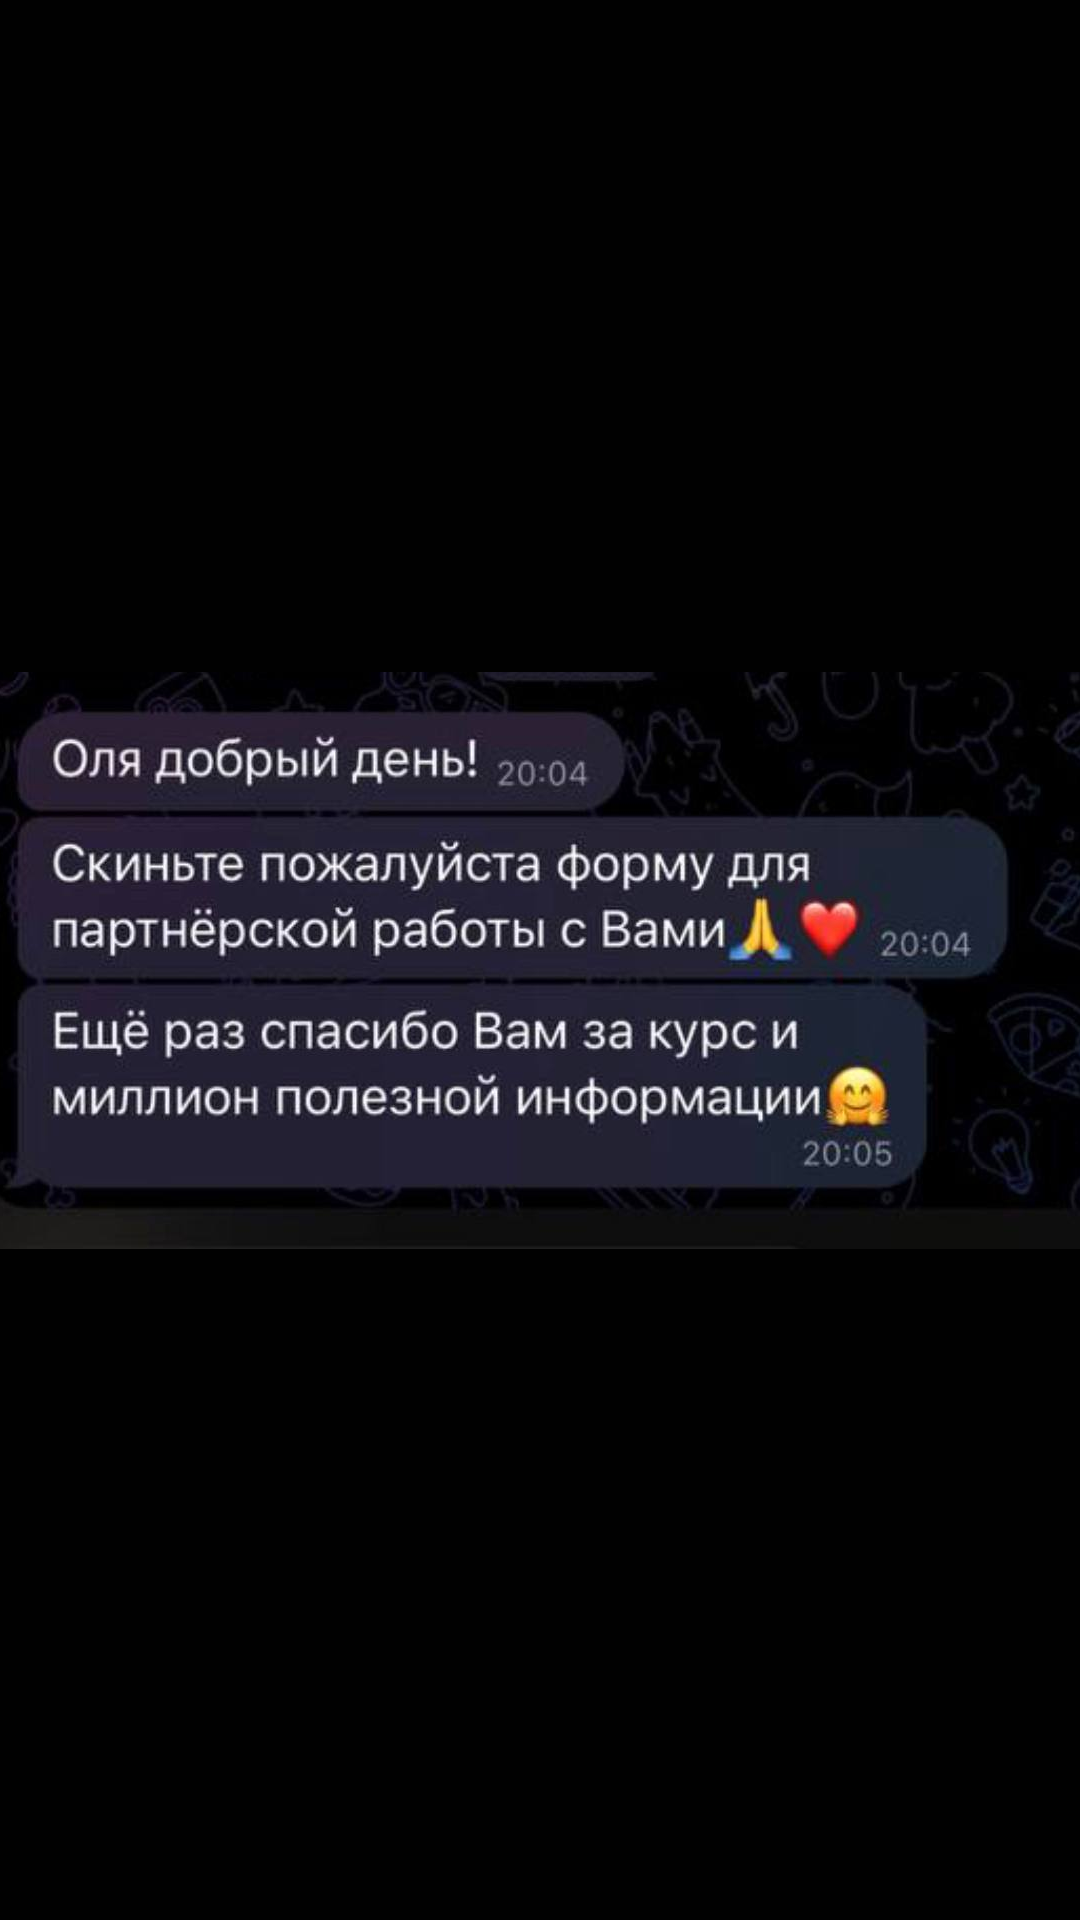 Оля добрый день! 20:04
Скиньте пожалуйста форму для
партнёрской работы с Вами🙏❤️ 20:04
Ещё раз спасибо Вам за курс и
миллион полезной информации🤗
20:05